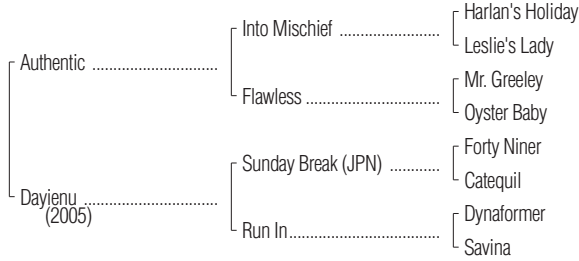 Harlan's Holiday
Into Mischief ........................
Leslie's Lady
Authentic ..............................
Mr. Greeley
Flawless ................................
Oyster Baby
Forty Niner
Sunday Break (JPN) ............
Catequil
Dayjenu ................................
(2005)
Dynaformer
Run In....................................
Savina